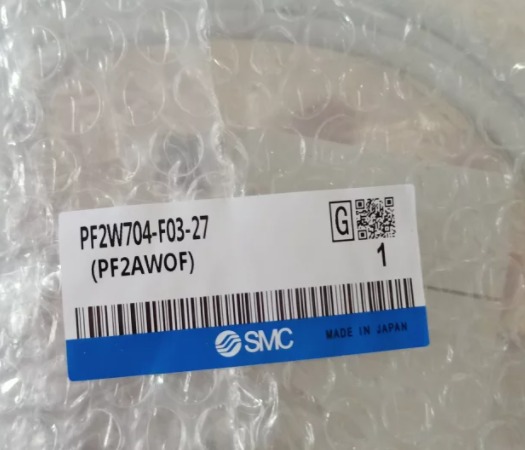 PF2W704-F03-27
G
(PF2AWOF)
1
SMC
MADE IN JAPAN